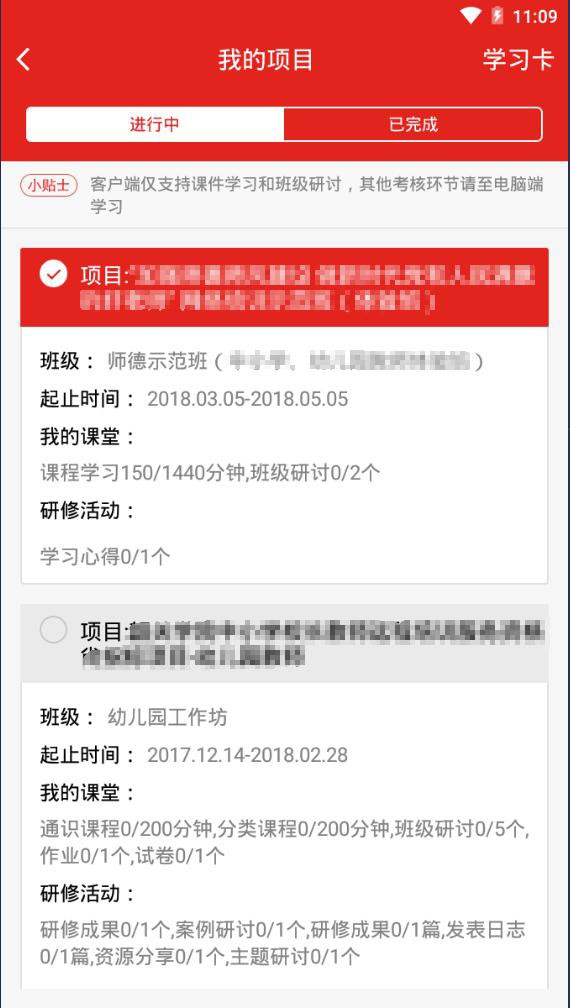 11:09
我的项目
学习卡
进行中
已完成
小贴士 客户端仅支持课件学习和班级研讨，其他考核环节请至电脑端
学习
项目:
班级： 师德示范班（
）
起止时间： 2018.03.05-2018.05.05
我的课堂：
课程学习150/1440分钟,班级研讨0/2个
研修活动：
学习心得0/1个
项目:
班级： 幼儿园工作坊
起止时间： 2017.12.14-2018.02.28
我的课堂：
通识课程0/200分钟,分类课程0/200分钟,班级研讨0/5个,
作业0/1个,试卷0/1个
研修活动：
研修成果0/1个,案例研讨0/1个,研修成果0/1篇,发表日志
0/1篇,资源分享0/1个,主题研讨0/1个